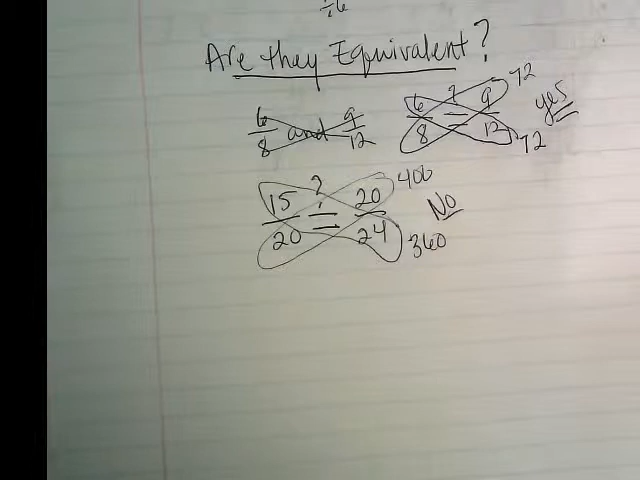 Are they Equivalent?
6/8 and 9/12
6/8 ?= 9/12 72 72 yes
15/20 ?= 20/24 400 360 No